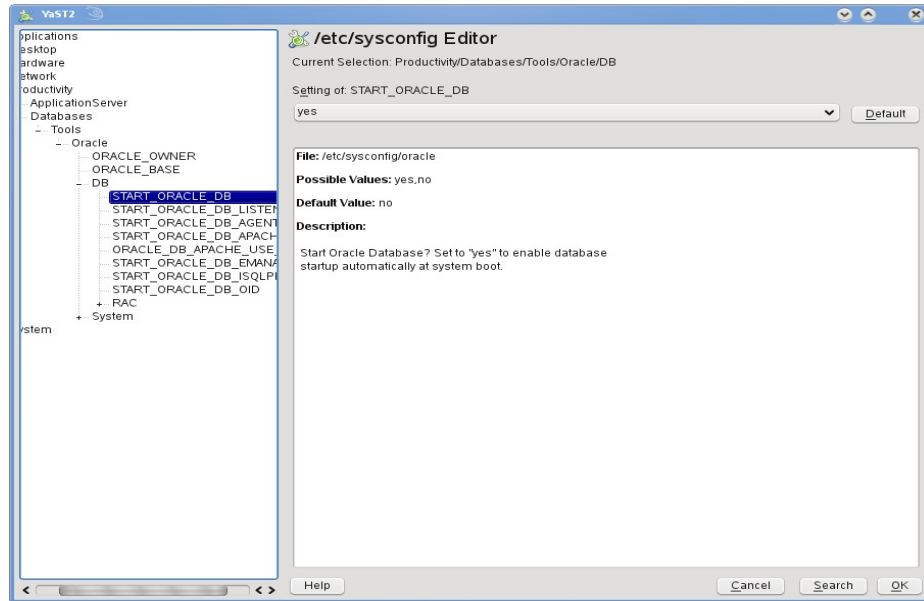 YaST2
pplications
esktop
ardware
etwork
oductivity
ApplicationServer
Databases
Tools
Oracle
ORACLE_OWNER
ORACLE_BASE
DB
START_ORACLE_DB
START_ORACLE_DB_LISTEN
START_ORACLE_DB_AGENT
START_ORACLE_DB_APACH
ORACLE_DB_APACHE_USE_
START_ORACLE_DB_EMANA
START_ORACLE_DB_ISQLPI
START_ORACLE_DB_OID
RAC
System
ystem
/etc/sysconfig Editor
Current Selection: Productivity/Databases/Tools/Oracle/DB
Setting of: START_ORACLE_DB
yes
Default
File: /etc/sysconfig/oracle
Possible Values: yes,no
Default Value: no
Description:
Start Oracle Database? Set to "yes" to enable database
startup automatically at system boot.
Help
Cancel
Search
OK